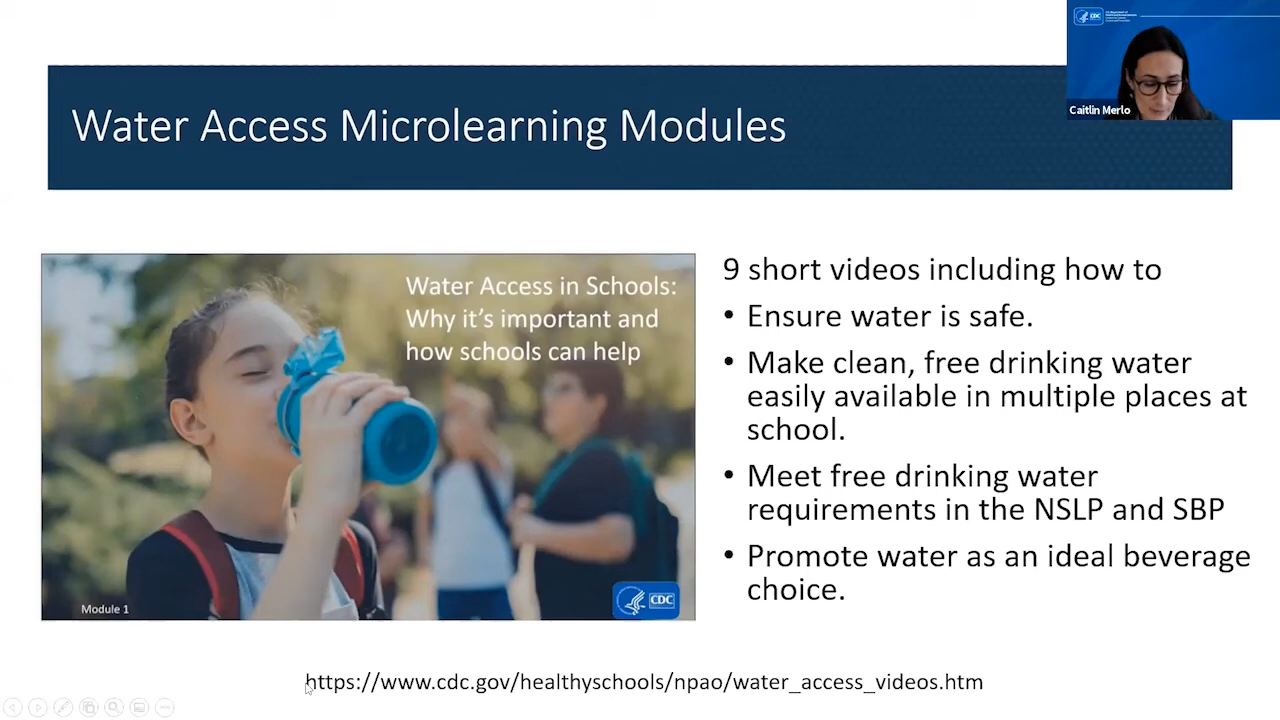 CDC
Caitlin Merlo
Water Access Microlearning Modules
Water Access in Schools:
Why it's important and
how schools can help
Module 1
CDC
9 short videos including how to
• Ensure water is safe.
• Make clean, free drinking water
easily available in multiple places at
school.
• Meet free drinking water
requirements in the NSLP and SBP
• Promote water as an ideal beverage
choice.
https://www.cdc.gov/healthyschools/npao/water_access_videos.htm